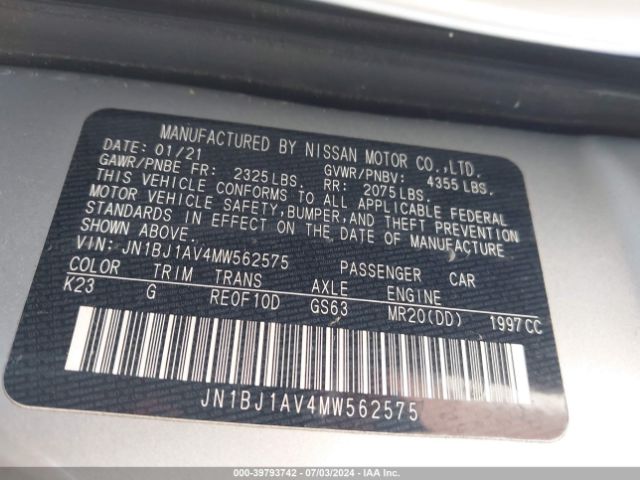 MANUFACTURED BY NISSAN MOTOR CO.,LTD.
DATE: 01/21 GVWR/PNBV: 4355 LBS.
GAWR/PNBE FR: 2325 LBS. RR: 2075 LBS.
THIS VEHICLE CONFORMS TO ALL APPLICABLE FEDERAL
MOTOR VEHICLE SAFETY, BUMPER, AND THEFT PREVENTION
STANDARDS IN EFFECT ON THE DATE OF MANUFACTURE
SHOWN ABOVE.
VIN: JN1BJ1AV4MW562575 PASSENGER CAR
COLOR TRIM TRANS AXLE ENGINE
K23 G RE0F10D GS63 MR20(DD) 1997CC
JN1BJ1AV4MW562575
000-39793742 / 07/03/2024 / IAA Inc.